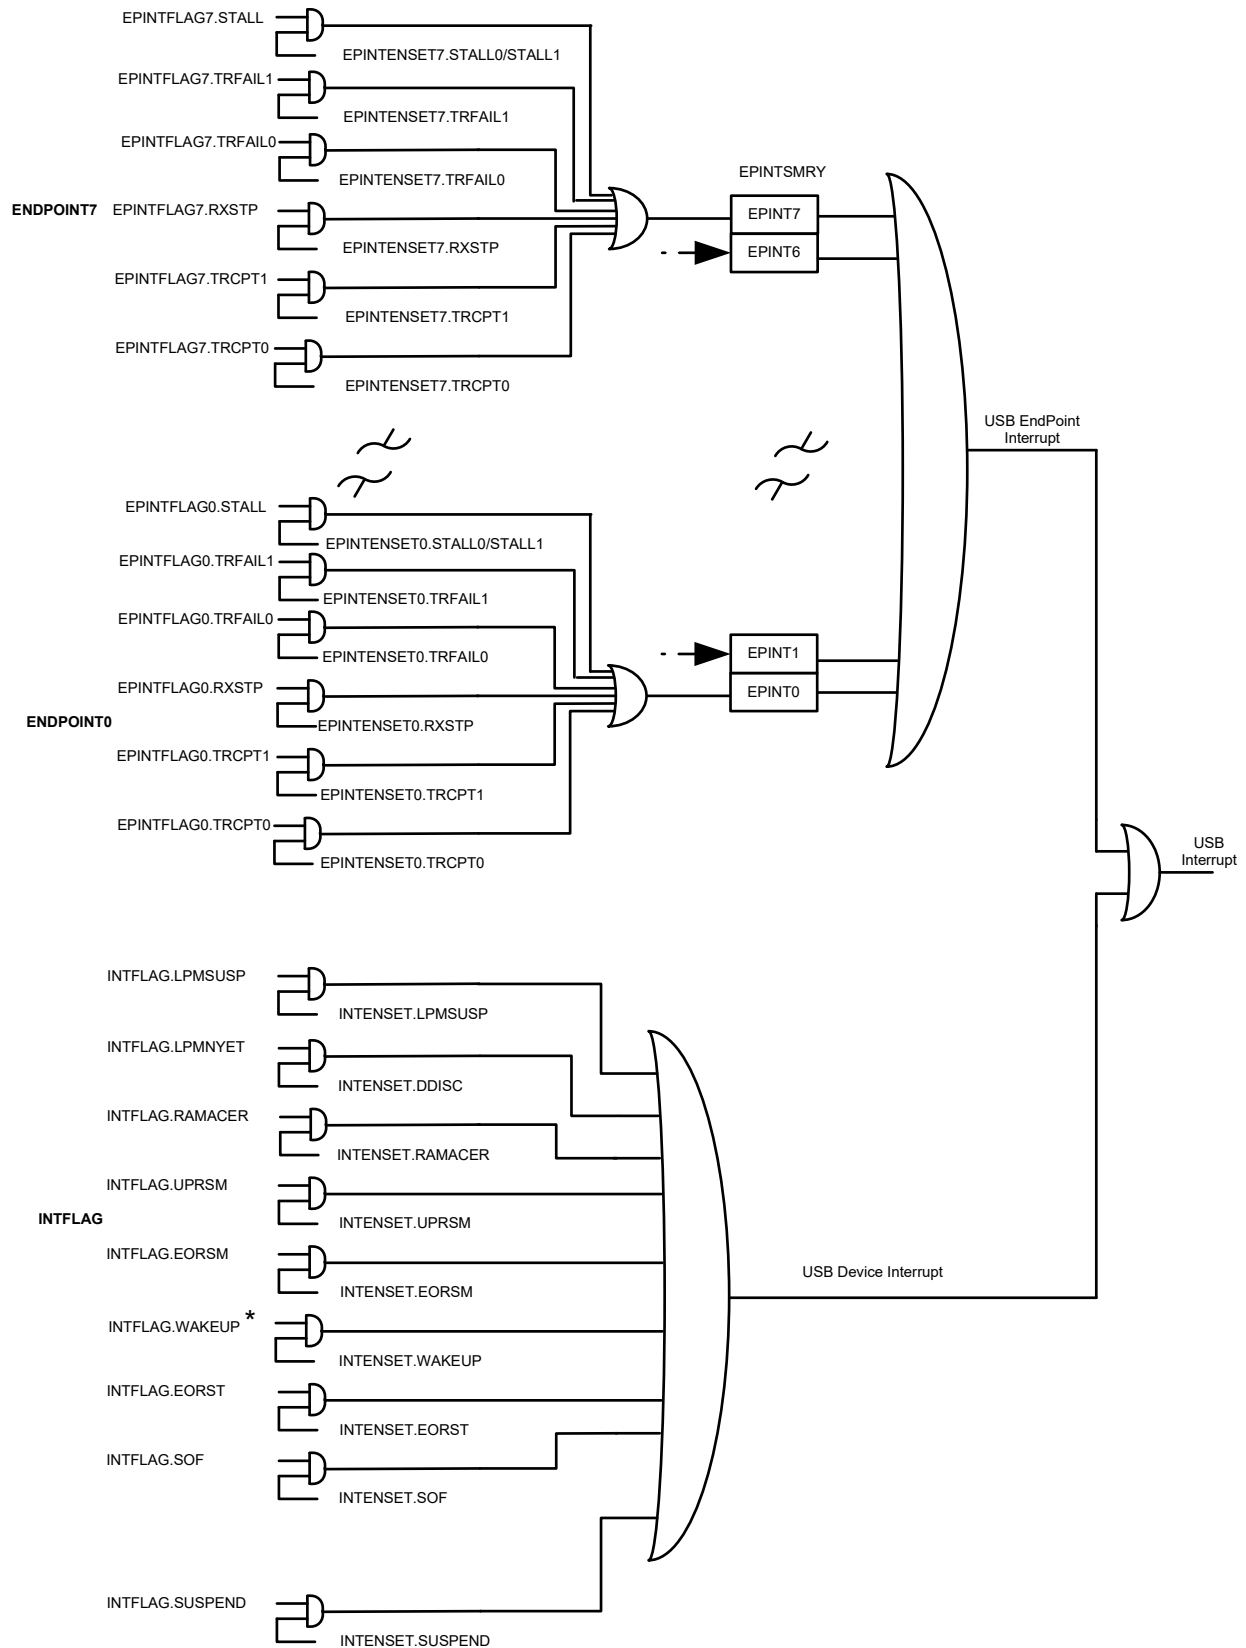 EPINTFLAG7.STALL
EPINTENSET7.STALL0/STALL1
EPINTFLAG7.TRFAIL1
EPINTENSET7.TRFAIL1
EPINTFLAG7.TRFAIL0
EPINTENSET7.TRFAIL0
ENDPOINT7
EPINTFLAG7.RXSTP
EPINTENSET7.RXSTP
EPINTFLAG7.TRCPT1
EPINTENSET7.TRCPT1
EPINTFLAG7.TRCPT0
EPINTENSET7.TRCPT0
EPINTSMRY
EPINT7
EPINT6
USB EndPoint
Interrupt
EPINTFLAG0.STALL
EPINTENSET0.STALL0/STALL1
EPINTFLAG0.TRFAIL1
EPINTENSET0.TRFAIL1
EPINTFLAG0.TRFAIL0
EPINTENSET0.TRFAIL0
EPINTFLAG0.RXSTP
ENDPOINT0
EPINTENSET0.RXSTP
EPINTFLAG0.TRCPT1
EPINTENSET0.TRCPT1
EPINTFLAG0.TRCPT0
EPINTENSET0.TRCPT0
EPINT1
EPINT0
USB
Interrupt
INTFLAG.LPMSUSP
INTENSET.LPMSUSP
INTFLAG.LPMNYET
INTENSET.DDISC
INTFLAG.RAMACER
INTENSET.RAMACER
INTFLAG.UPRSM
INTFLAG
INTENSET.UPRSM
INTFLAG.EORSM
INTENSET.EORSM
INTFLAG.WAKEUP *
INTENSET.WAKEUP
INTFLAG.EORST
INTENSET.EORST
INTFLAG.SOF
INTENSET.SOF
INTFLAG.SUSPEND
INTENSET.SUSPEND
USB Device Interrupt